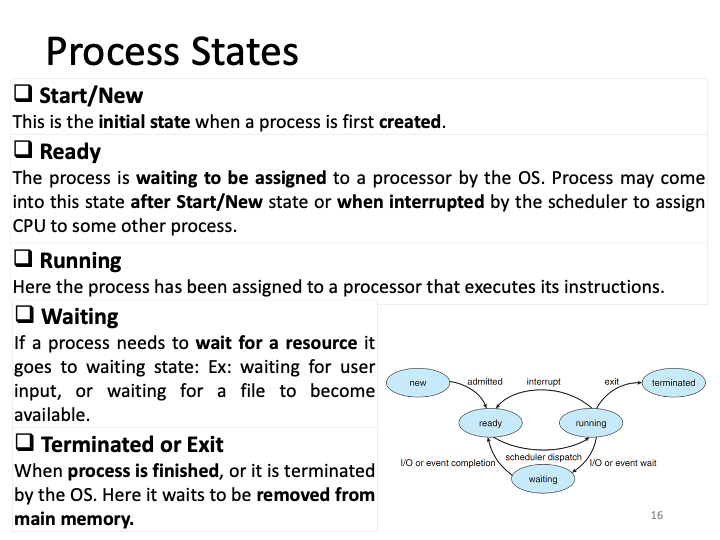 Process States
❑ Start/New
This is the initial state when a process is first created.
❑ Ready
The process is waiting to be assigned to a processor by the OS. Process may come
into this state after Start/New state or when interrupted by the scheduler to assign
CPU to some other process.
❑ Running
Here the process has been assigned to a processor that executes its instructions.
❑ Waiting
If a process needs to wait for a resource it
goes to waiting state: Ex: waiting for user
input, or waiting for a file to become
available.
❑ Terminated or Exit
When process is finished, or it is terminated
by the OS. Here it waits to be removed from
main memory.
new
admitted
interrupt
exit
terminated
ready
running
I/O or event completion
scheduler dispatch
I/O or event wait
waiting
16